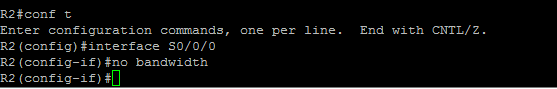 R2#conf t
Enter configuration commands, one per line.  End with CNTL/Z.
R2(config)#interface S0/0/0
R2(config-if)#no bandwidth
R2(config-if)#